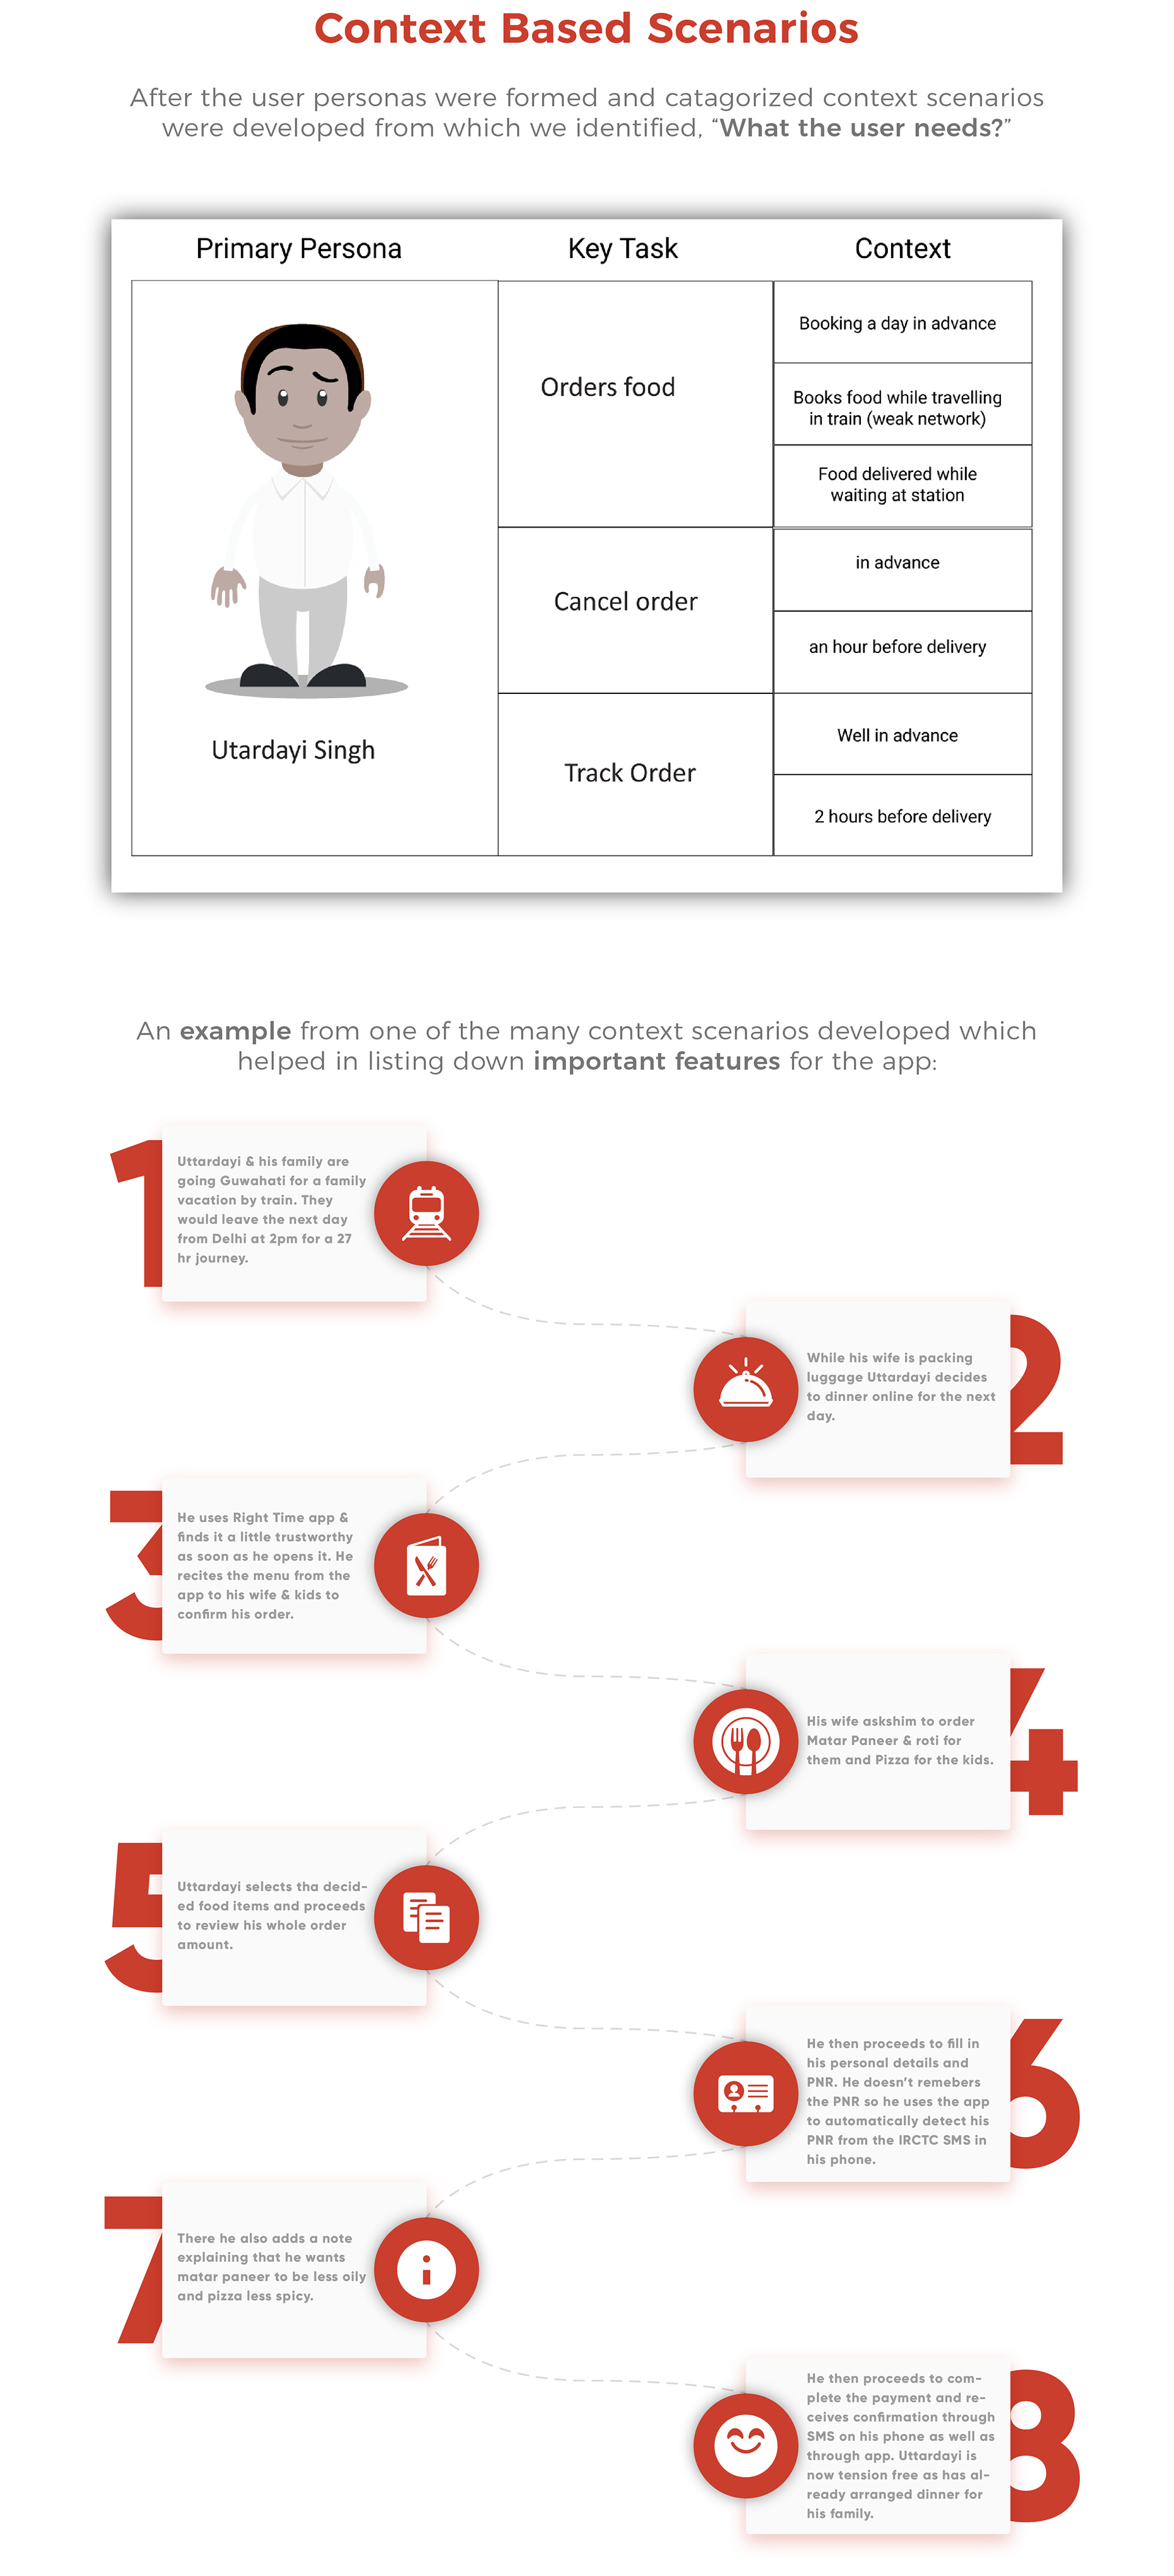 Context Based Scenarios
After the user personas were formed and catagorized context scenarios
were developed from which we identified, “What the user needs?”
Primary Persona
Key Task
Context
Utardayi Singh
Orders food
Booking a day in advance
Books food while travelling
in train (weak network)
Food delivered while
waiting at station
Cancel order
in advance
an hour before delivery
Track Order
Well in advance
2 hours before delivery
An example from one of the many context scenarios developed which
helped in listing down important features for the app:
1
Uttardayi & his family are
going Guwahati for a family
vacation by train. They
would leave the next day
from Delhi at 2pm for a 27
hr journey.
2
While his wife is packing
luggage Uttardayi decides
to dinner online for the next
day.
3
He uses Right Time app &
finds it a little trustworthy
as soon as he opens it. He
recites the menu from the
app to his wife & kids to
confirm his order.
4
His wife askshim to order
Matar Paneer & roti for
them and Pizza for the kids.
5
Uttardayi selects tha decid-
ed food items and proceeds
to review his whole order
amount.
6
He then proceeds to fill in
his personal details and
PNR. He doesn’t remebers
the PNR so he uses the app
to automatically detect his
PNR from the IRCTC SMS in
his phone.
7
There he also adds a note
explaining that he wants
matar paneer to be less oily
and pizza less spicy.
8
He then proceeds to com-
plete the payment and re-
ceives confirmation through
SMS on his phone as well as
through app. Uttardayi is
now tension free as has al-
ready arranged dinner for
his family.